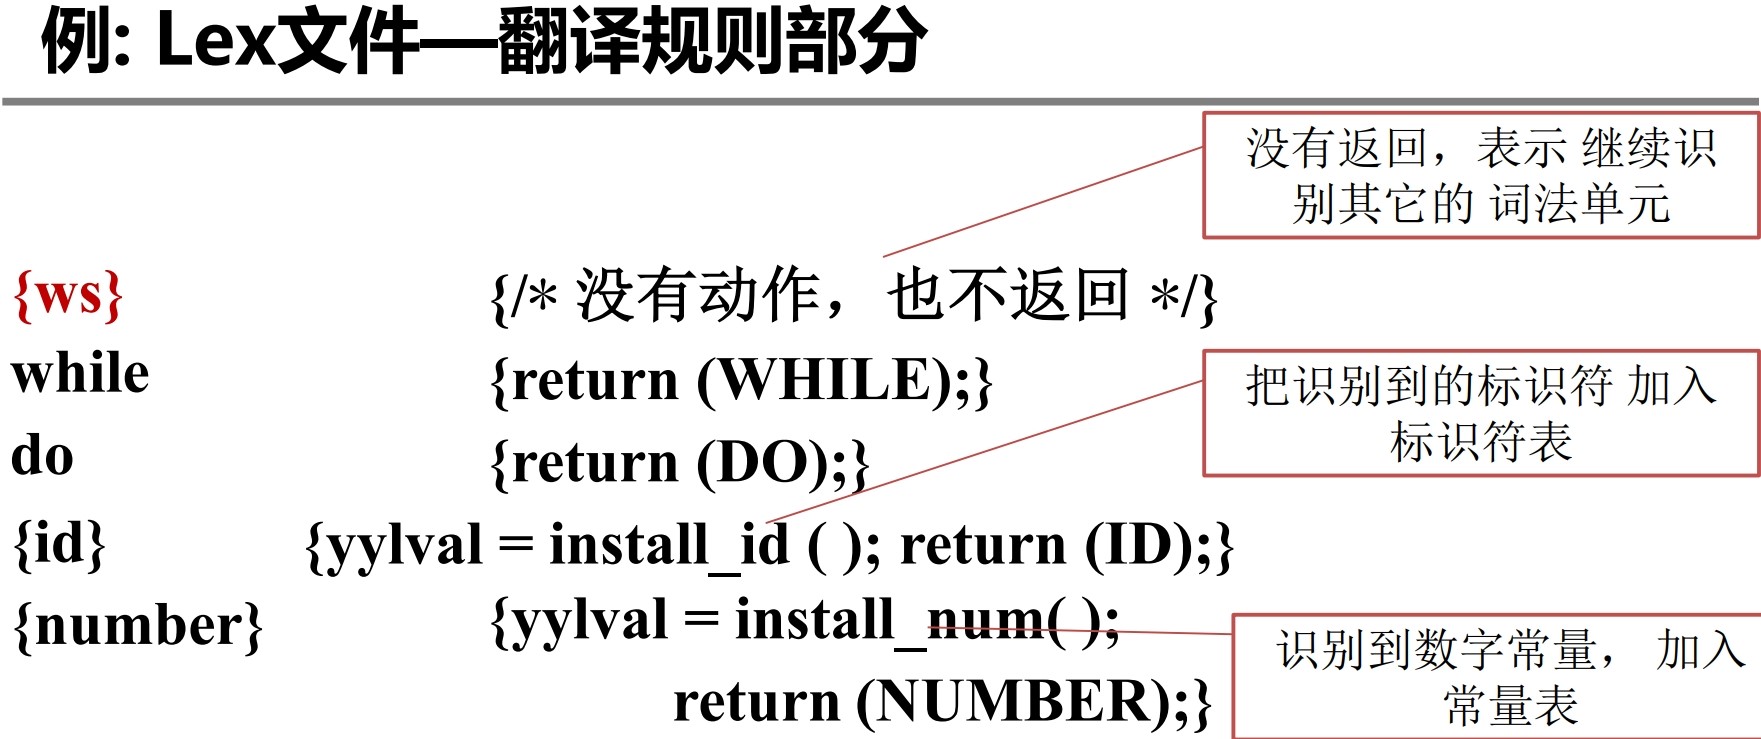 例: Lex文件——翻译规则部分
没有返回，表示 继续识
别其它的 词法单元
{ws} {/* 没有动作，也不返回 */}
while {return (WHILE);}
把识别到的标识符 加入
标识符表
do {return (DO);}
{id} {yylval = install_id ( ); return (ID);}
{number} {yylval = install_num( );
识别到数字常量， 加入
常量表
return (NUMBER);}